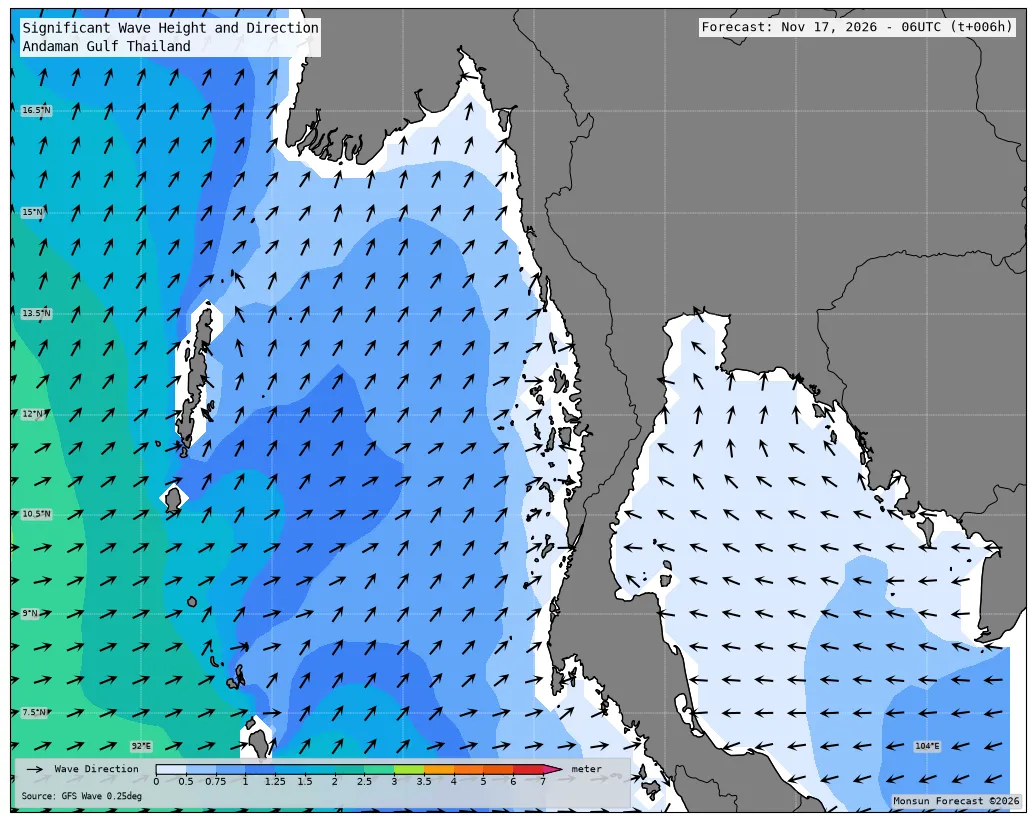 Significant Wave Height and Direction
Andaman Gulf Thailand
Forecast: Nov 17, 2026 - 06UTC (t+006h)
16.5°N
15°N
13.5°N
12°N
10.5°N
9°N
7.5°N
92°E
104°E
Wave Direction
meter
0 0.5 0.75 1 1.25 1.5 2 2.5 3 3.5 4 5 6 7
Source: GFS Wave 0.25deg
Monsun Forecast ©2026